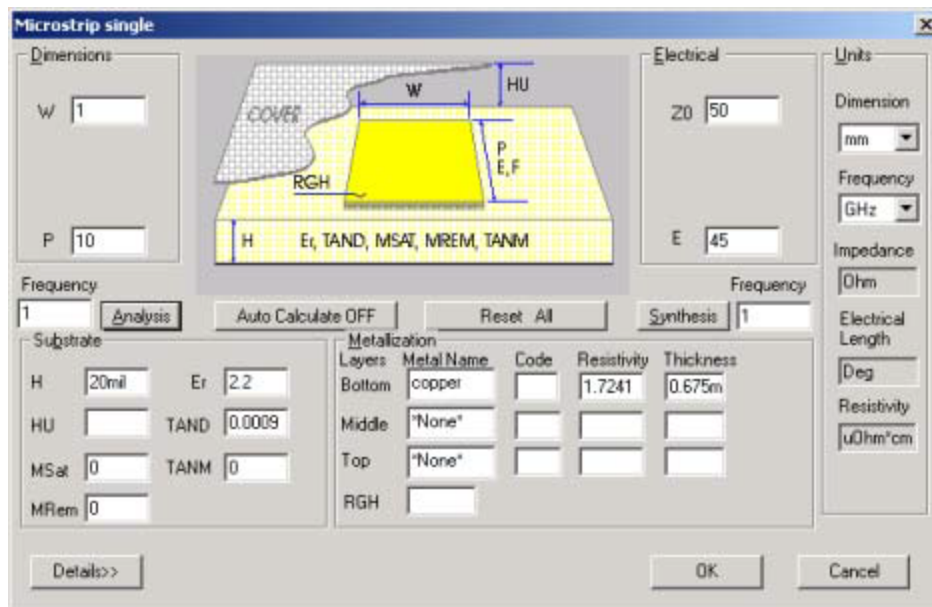 Microstrip single
Dimensions
W 1
P 10
COVER
W
HU
P
E,F
RGH
H Er, TAND, MSAT, MREM, TANM
Electrical
Z0 50
E 45
Units
Dimension
mm
Frequency
GHz
Impedance
Ohm
Electrical
Length
Deg
Resistivity
uOhm*cm
Frequency
1
Analysis
Auto Calculate OFF
Reset All
Synthesis
Frequency
1
Substrate
H 20mil Er 2.2
HU TAND 0.0009
MSat 0 TANM 0
MRem 0
Metallization
Layers Metal Name Code Resistivity Thickness
Bottom copper 1.7241 0.675m
Middle *None*
Top *None*
RGH
Details>>
OK
Cancel